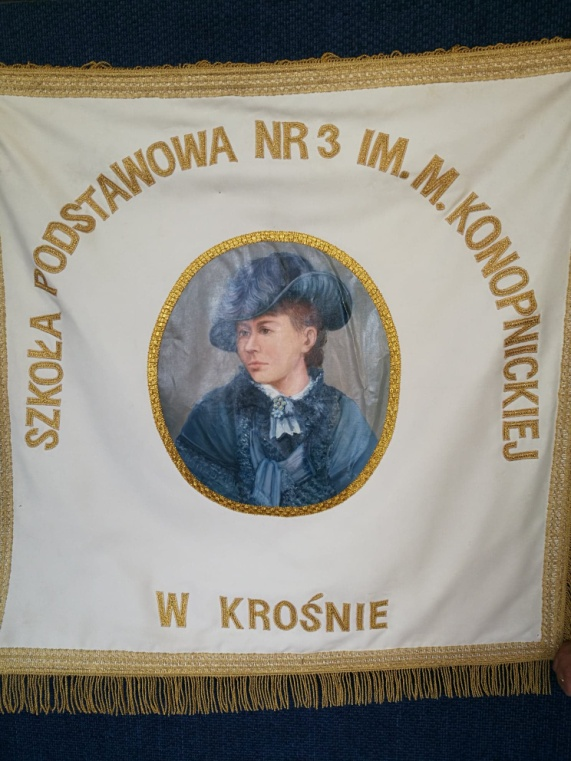 SZKOŁA PODSTAWOWA NR 3 IM. M. KONOPNICKIEJ
W KROŚNIE